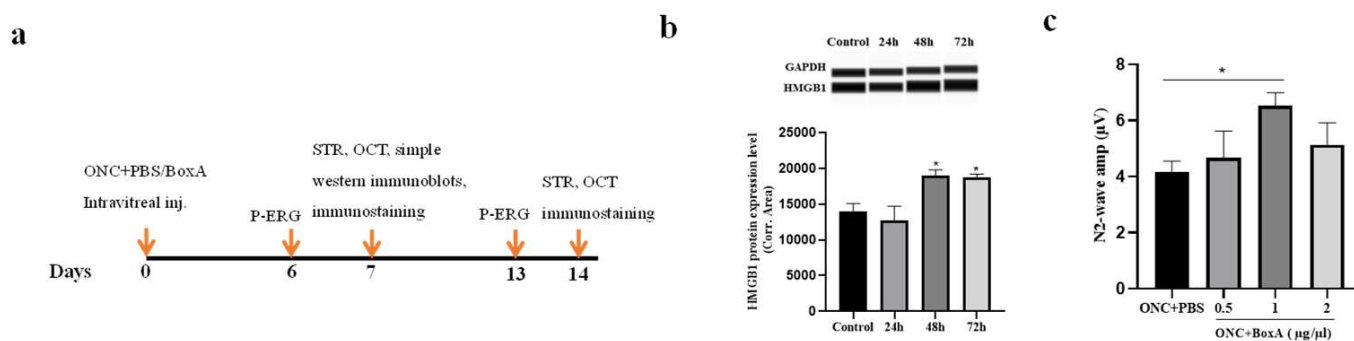 a
ONC+PBS/BoxA
Intravitreal inj.
P-ERG
STR, OCT, simple
western immunoblots,
immunostaining
P-ERG
STR, OCT
immunostaining
Days 0 6 7 13 14
b
Control 24h 48h 72h
GAPDH
HMGB1
HMGB1 protein expression level
(Corr. Area)
25000
20000
15000
10000
5000
0
* *
Control 24h 48h 72h
c
N2-wave amp (μV)
8
6
4
2
0
*
ONC+PBS 0.5 1 2
ONC+BoxA ( μg/μl)